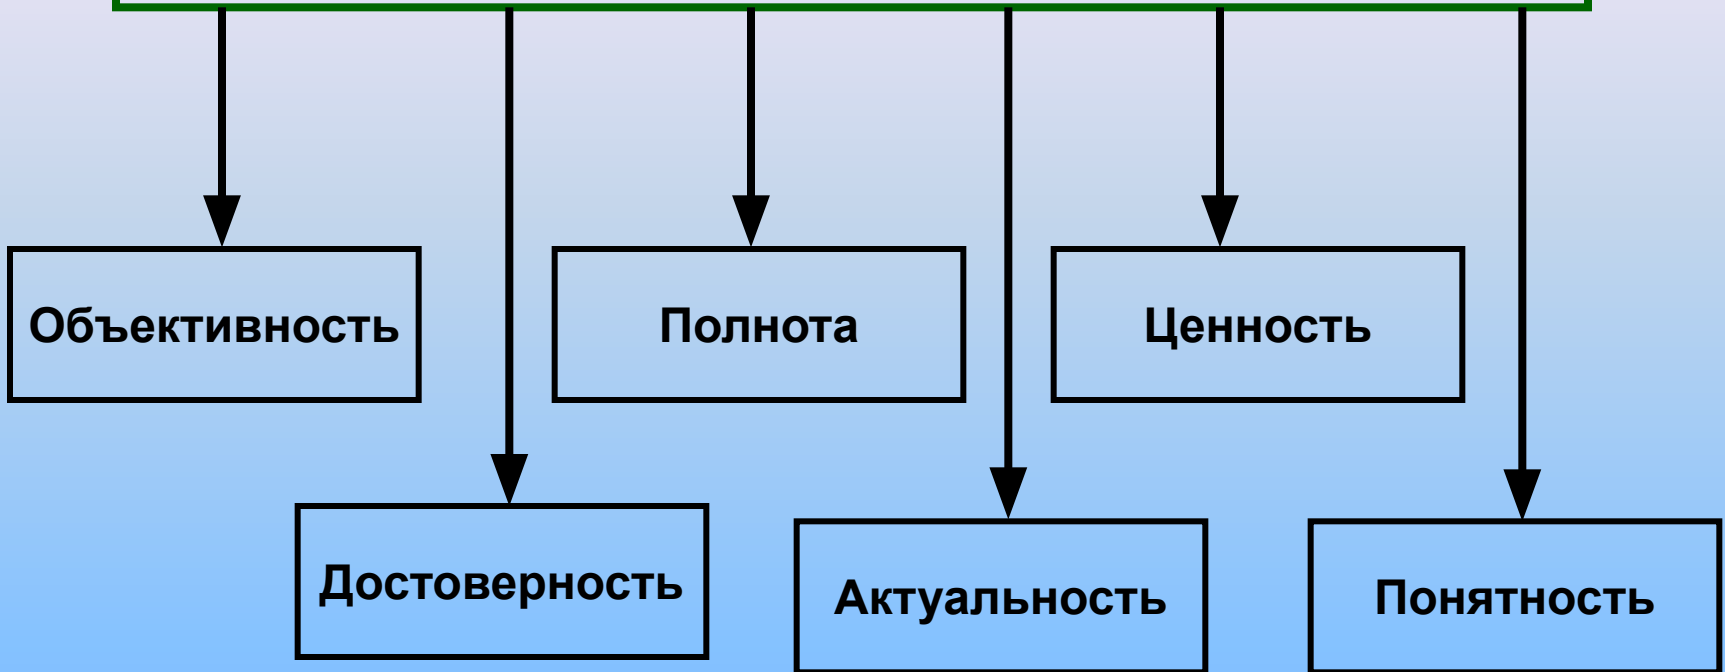 Объективность
Полнота
Ценность
Достоверность
Актуальность
Понятность